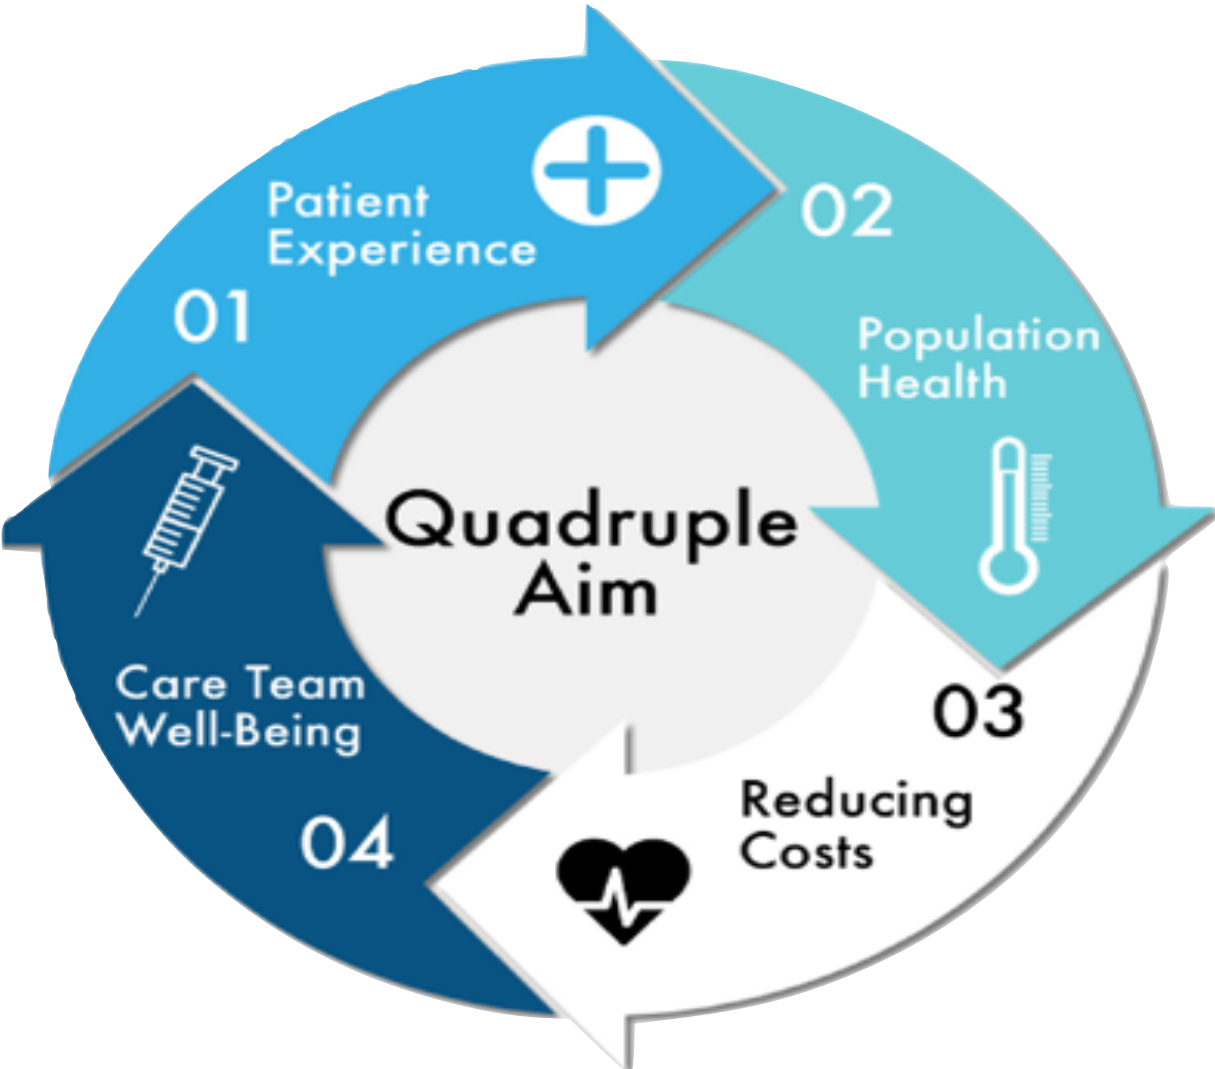 01
Patient
Experience
02
Population
Health
03
Reducing
Costs
04
Care Team
Well-Being
Quadruple
Aim